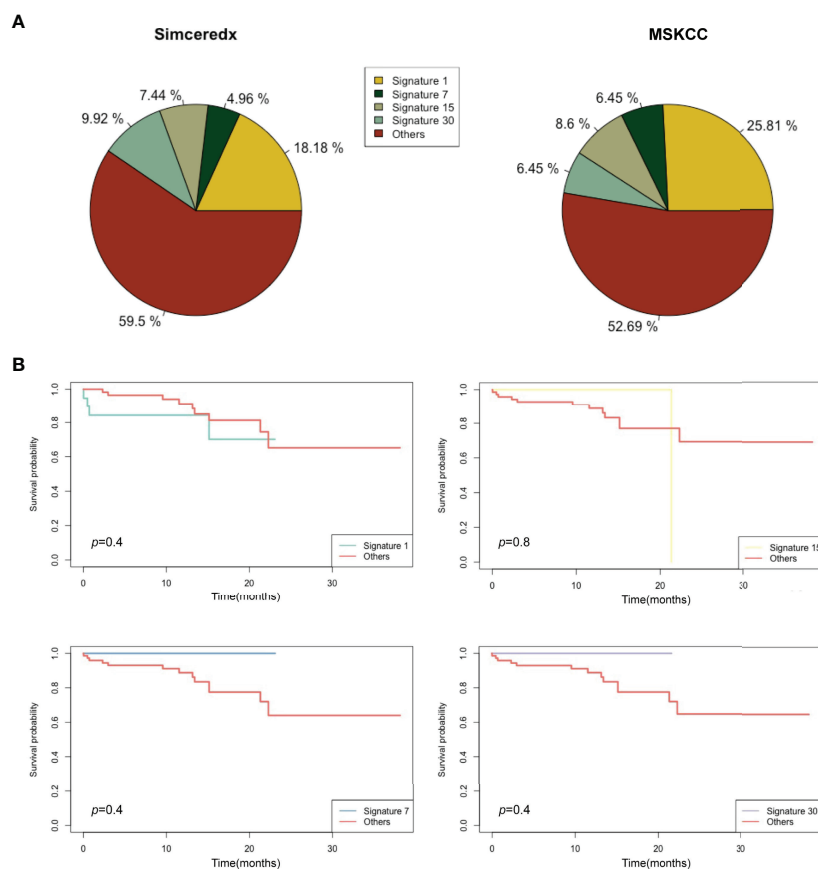 A
Simceredx
MSKCC
Signature 1
Signature 7
Signature 15
Signature 30
Others
7.44 %
4.96 %
9.92 %
18.18 %
59.5 %
6.45 %
8.6 %
25.81 %
6.45 %
52.69 %
B
Survival probability
0.0 0.2 0.4 0.6 0.8 1.0
p=0.4
Signature 1
Others
0 10 20 30
Time(months)
Survival probability
0.0 0.2 0.4 0.6 0.8 1.0
p=0.8
Signature 15
Others
0 10 20 30
Time(months)
Survival probability
0.0 0.2 0.4 0.6 0.8 1.0
p=0.4
Signature 7
Others
0 10 20 30
Time(months)
Survival probability
0.0 0.2 0.4 0.6 0.8 1.0
p=0.4
Signature 30
Others
0 10 20 30
Time(months)